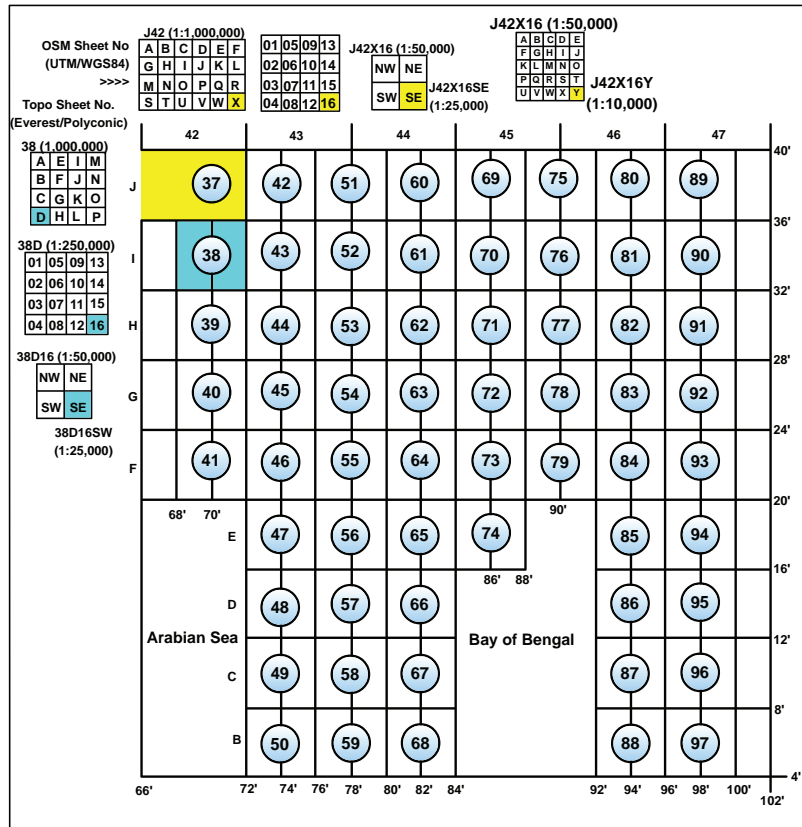 J42 (1:1,000,000)
OSM Sheet No
(UTM/WGS84)
>>>>
A B C D E F
G H I J K L
M N O P Q R
S T U V W X
01 05 09 13
02 06 10 14
03 07 11 15
04 08 12 16
J42X16 (1:50,000)
NW NE
SW SE
J42X16SE
(1:25,000)
J42X16 (1:50,000)
A B C D E
F G H I J
K L M N O
P Q R S T
U V W X Y
J42X16Y
(1:10,000)
Topo Sheet No.
(Everest/Polyconic)
38 (1,000,000)
A E I M
B F J N
C G K O
D H L P
38D (1:250,000)
01 05 09 13
02 06 10 14
03 07 11 15
04 08 12 16
38D16 (1:50,000)
NW NE
SW SE
38D16SW
(1:25,000)
42 43 44 45 46 47
40'
J 37 42 51 60 69 75 80 89
36'
I 38 43 52 61 70 76 81 90
32'
H 39 44 53 62 71 77 82 91
28'
G 40 45 54 63 72 78 83 92
24'
F 41 46 55 64 73 79 84 93
20'
68' 70' 90'
E 47 56 65 74 85 94
16'
86' 88'
D 48 57 66 86 95
Arabian Sea Bay of Bengal
12'
C 49 58 67 87 96
8'
B 50 59 68 88 97
4'
66' 72' 74' 76' 78' 80' 82' 84' 92' 94' 96' 98' 100' 102'